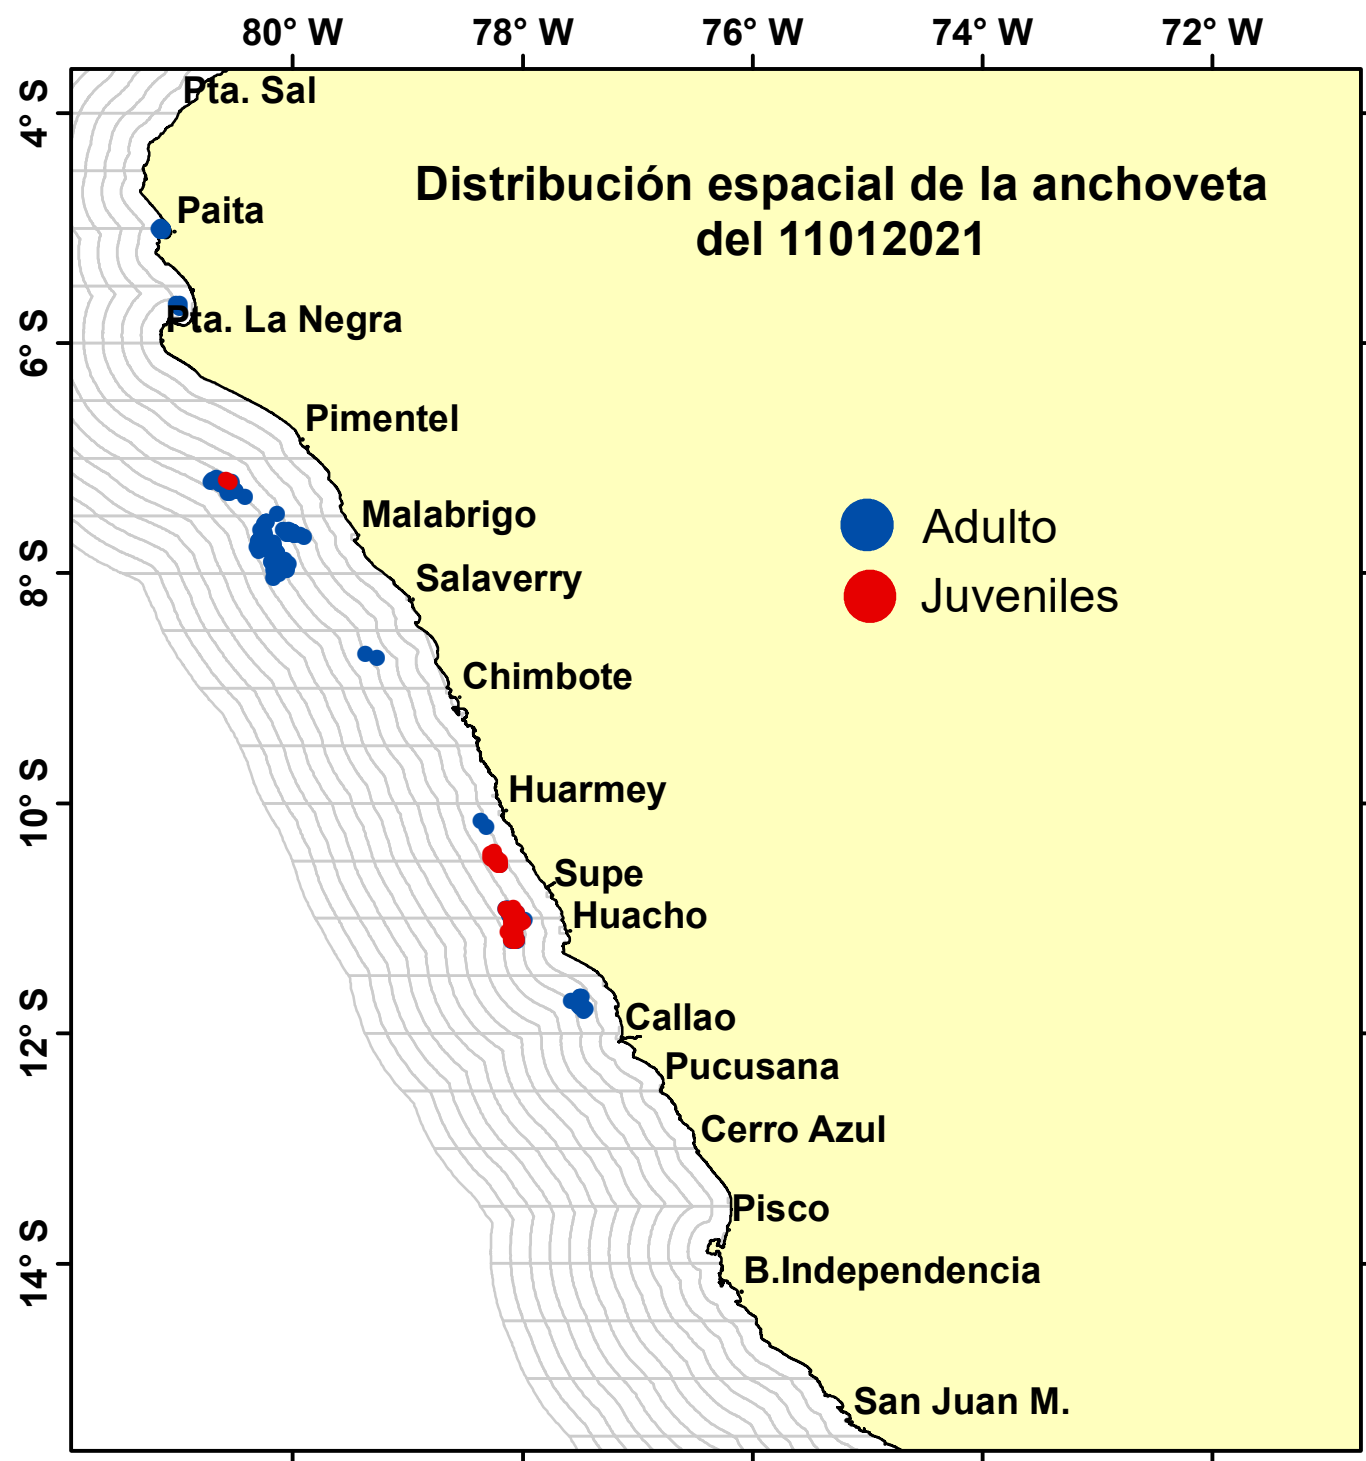 80° W 78° W 76° W 74° W 72° W
4° S
6° S
8° S
10° S
12° S
14° S
Pta. Sal
Distribución espacial de la anchoveta
del 11012021
Paita
Pta. La Negra
Pimentel
Malabrigo
Adulto
Salaverry
Juveniles
Chimbote
Huarmey
Supe
Huacho
Callao
Pucusana
Cerro Azul
Pisco
B.Independencia
San Juan M.